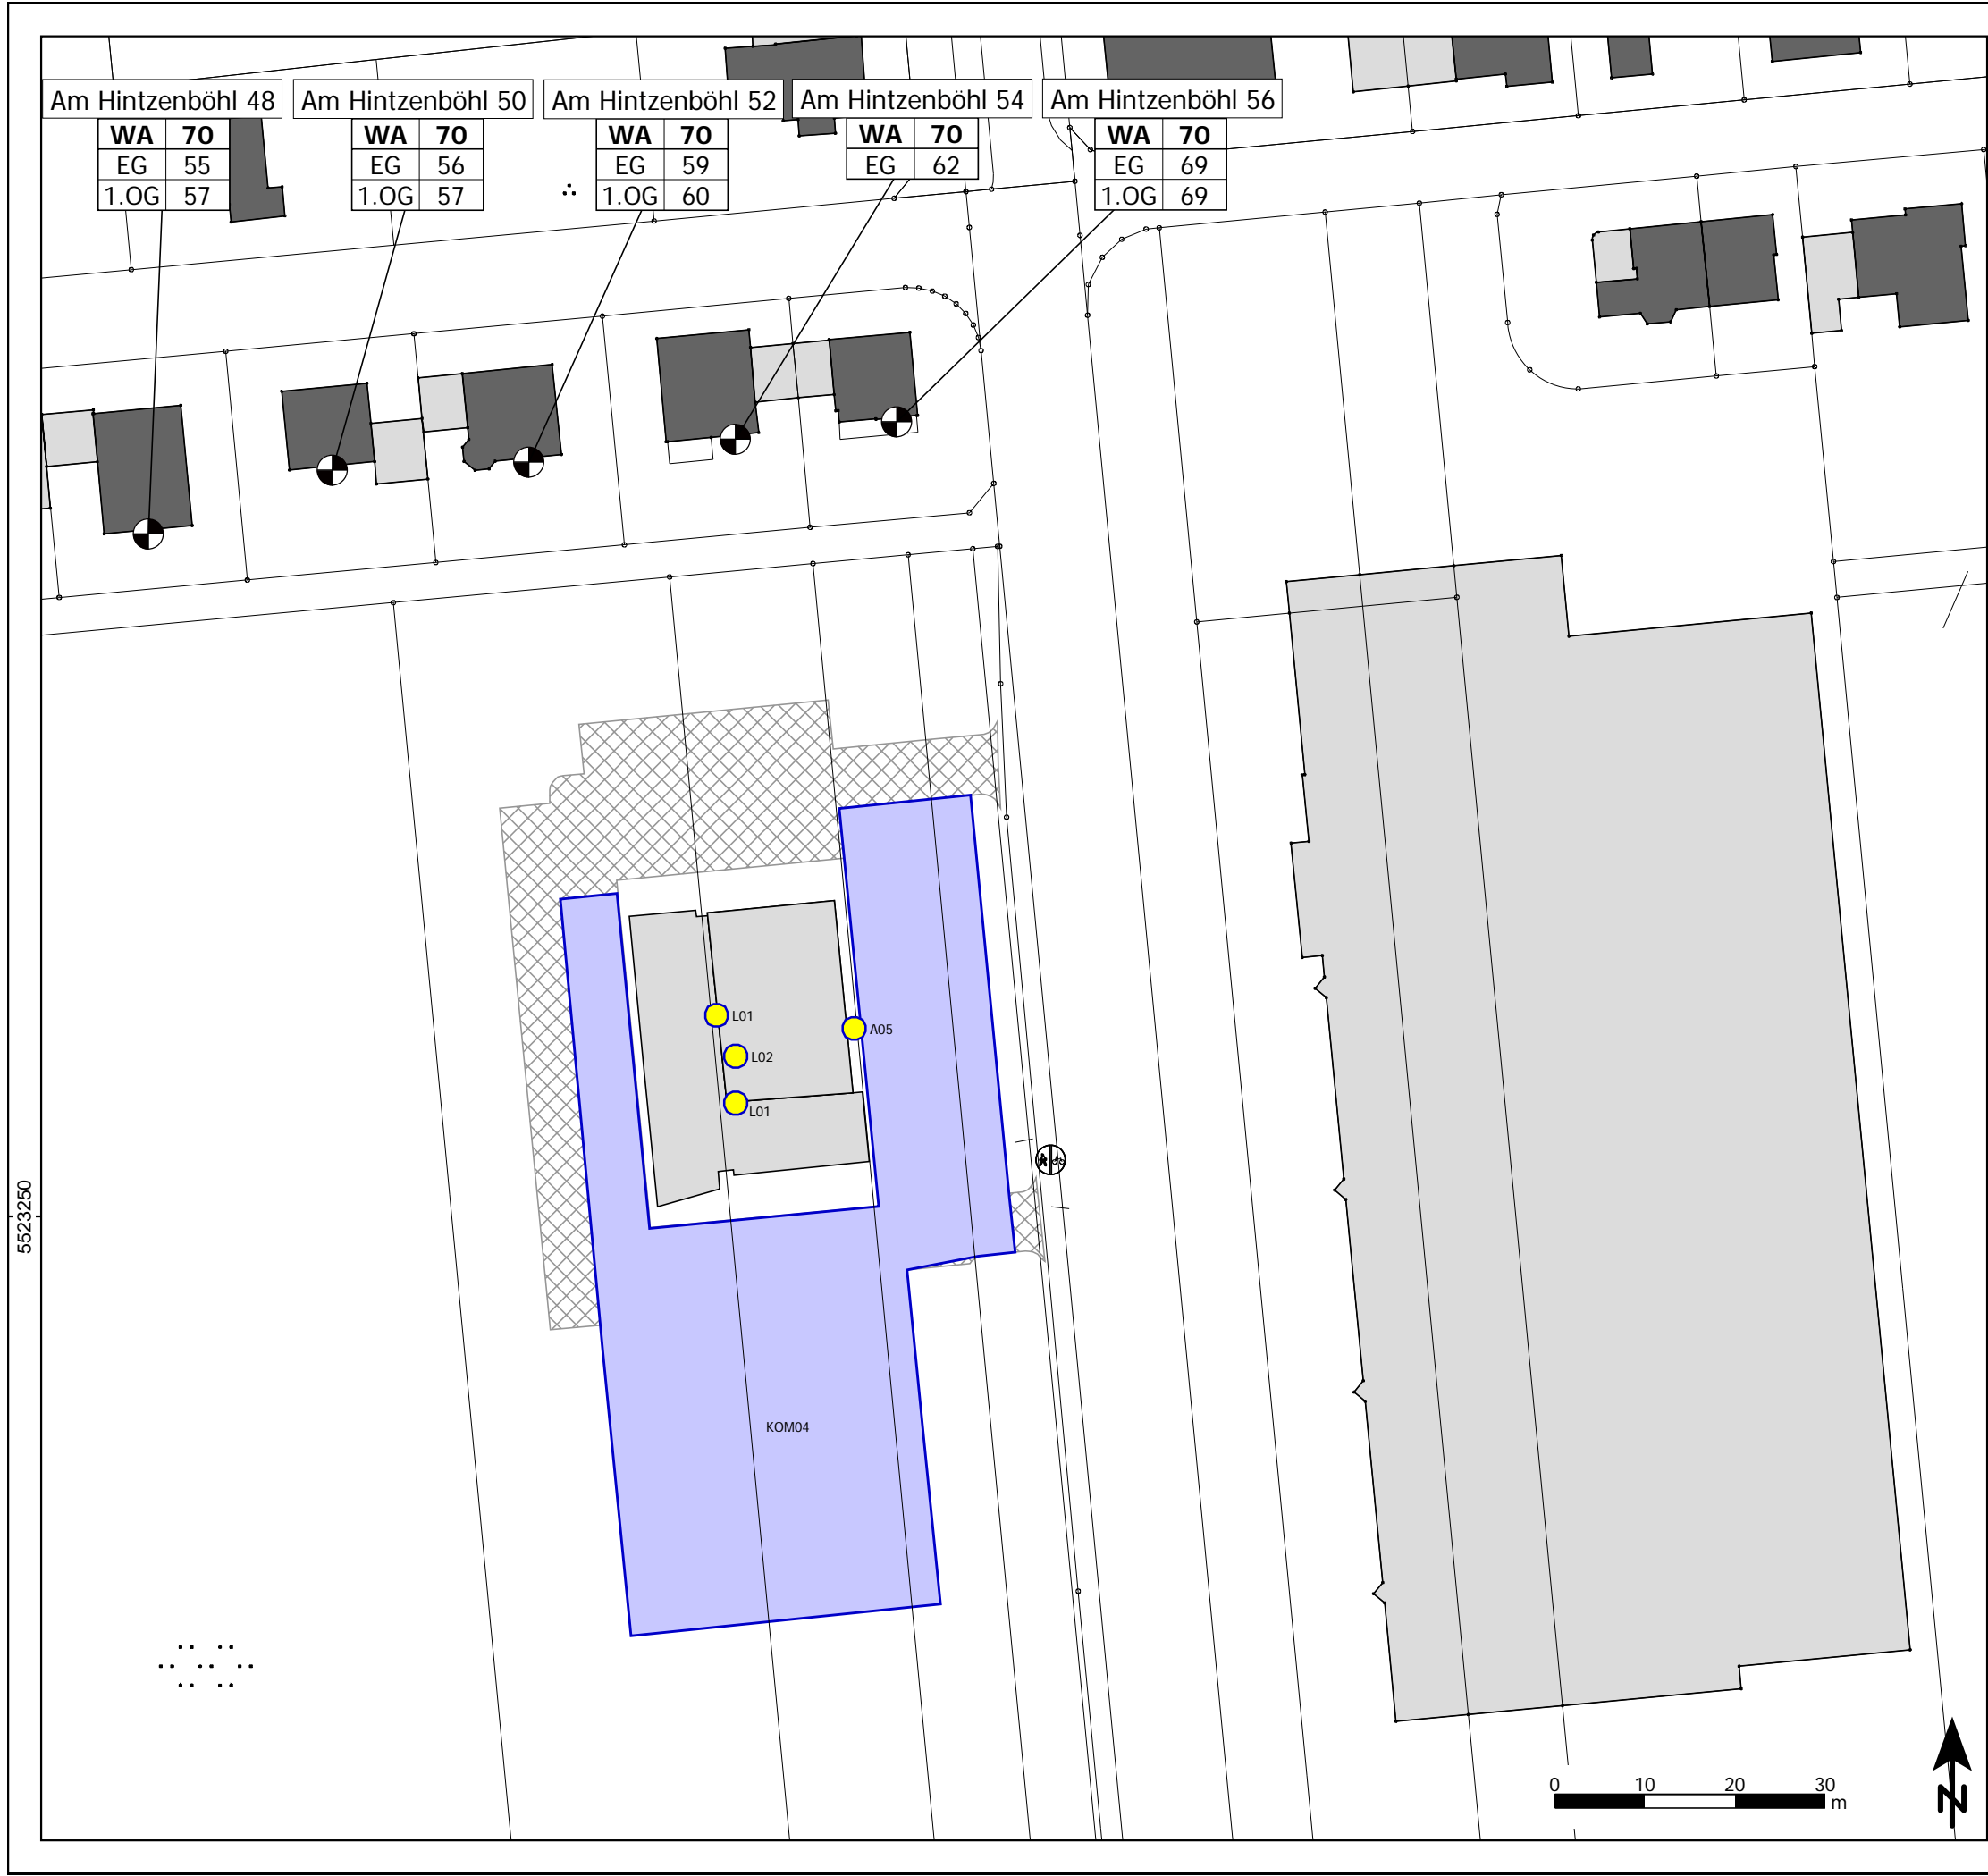 Am Hintzenböhl 48
WA 70
EG 55
1.OG 57
Am Hintzenböhl 50
WA 70
EG 56
1.OG 57
Am Hintzenböhl 52
WA 70
EG 59
1.OG 60
Am Hintzenböhl 54
WA 70
EG 62
Am Hintzenböhl 56
WA 70
EG 69
1.OG 69
L01
A05
L02
L01
5523250
KOM04
0 10 20 30
m
N